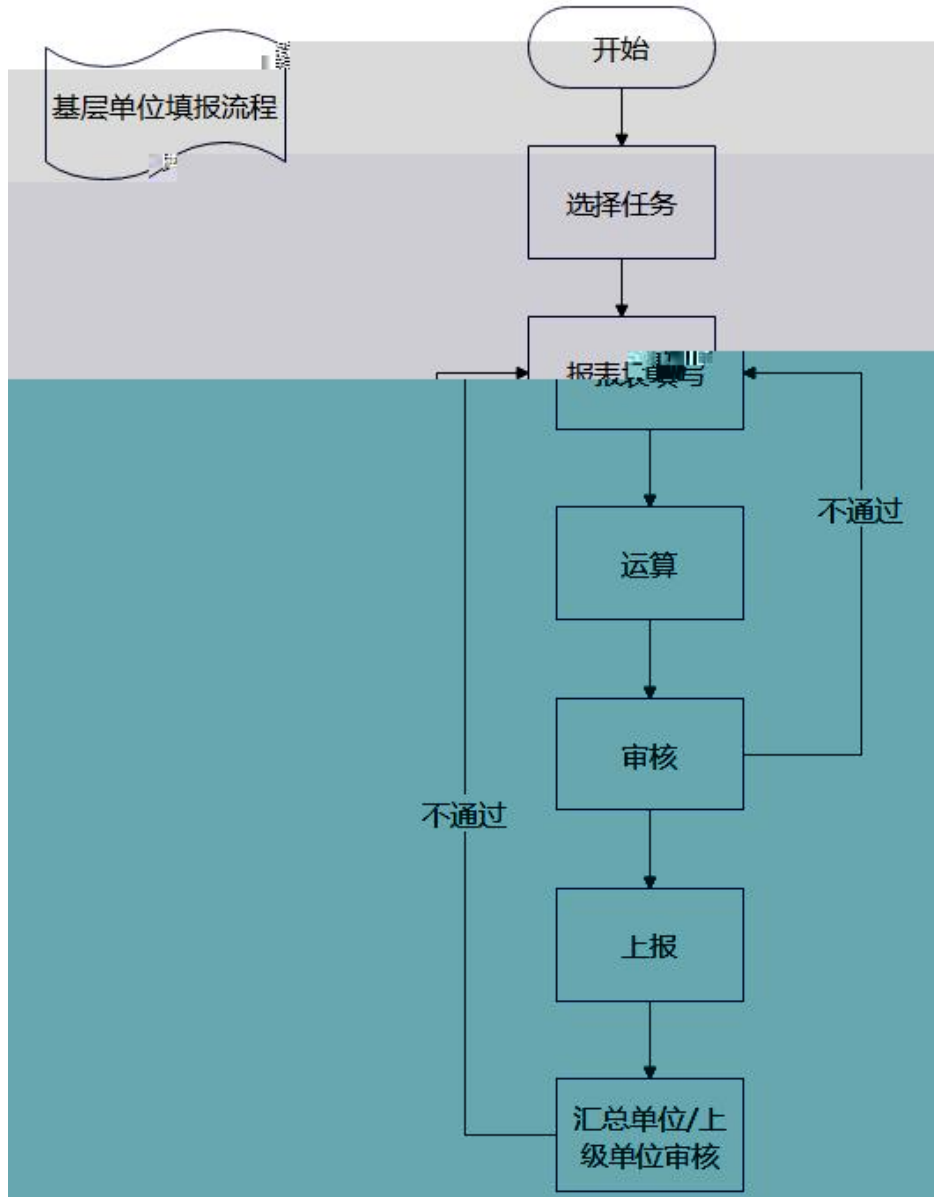 开始
基层单位填报流程
选择任务
不通过
运算
审核
不通过
上报
汇总单位/上
级单位审核